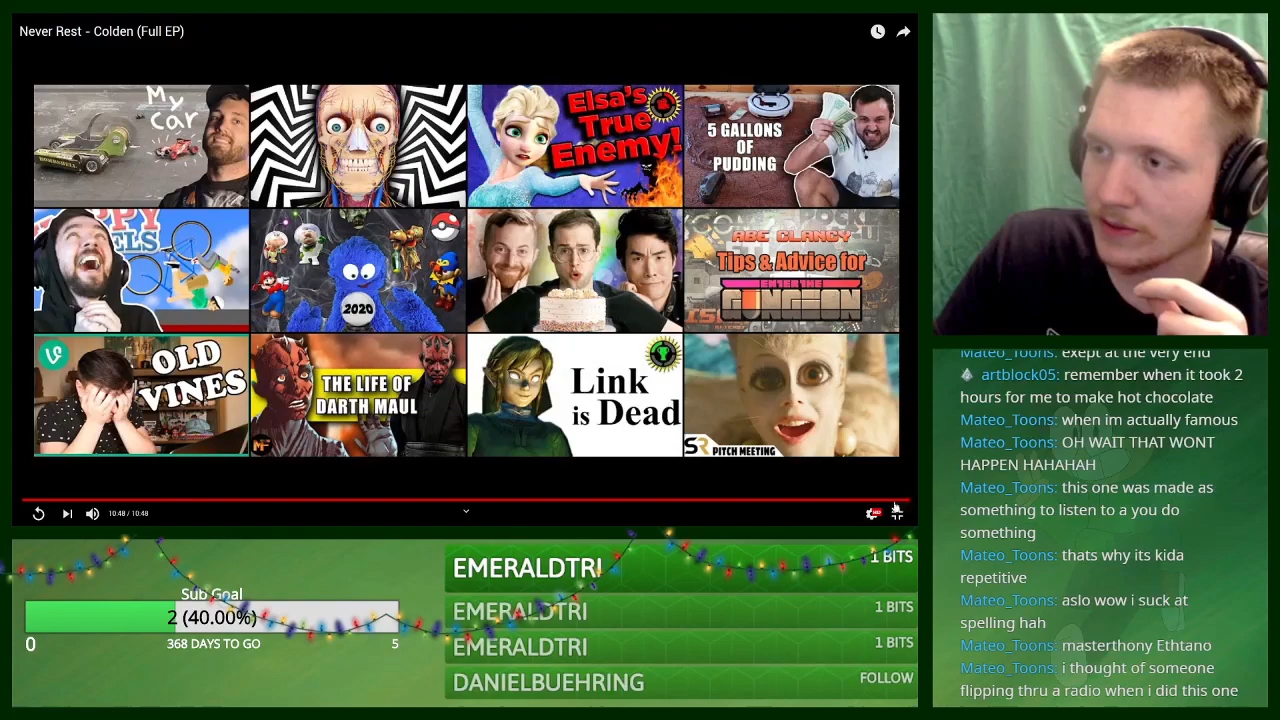 Never Rest - Colden (Full EP)
My
car
BOMBSHELL
Elsa's
True
Enemy!
5 GALLONS
OF
PUDDING
2020
ABE CLANCY
Tips & Advice for
ENTER THE
GUNGEON
OLD
VINES
THE LIFE OF
DARTH MAUL
Link
is Dead
SR PITCH MEETING
10:48 / 10:48
HD
Sub Goal
2 (40.00%)
0
368 DAYS TO GO
5
EMERALDTRI
1 BITS
EMERALDTRI
1 BITS
EMERALDTRI
1 BITS
DANIELBUEHRING
FOLLOW
Mateo_Toons: exept at the very end
artblock05: remember when it took 2
hours for me to make hot chocolate
Mateo_Toons: when im actually famous
Mateo_Toons: OH WAIT THAT WONT
HAPPEN HAHAHAH
Mateo_Toons: this one was made as
something to listen to a you do
something
Mateo_Toons: thats why its kida
repetitive
Mateo_Toons: aslo wow i suck at
spelling hah
Mateo_Toons: masterthony Ethtano
Mateo_Toons: i thought of someone
flipping thru a radio when i did this one